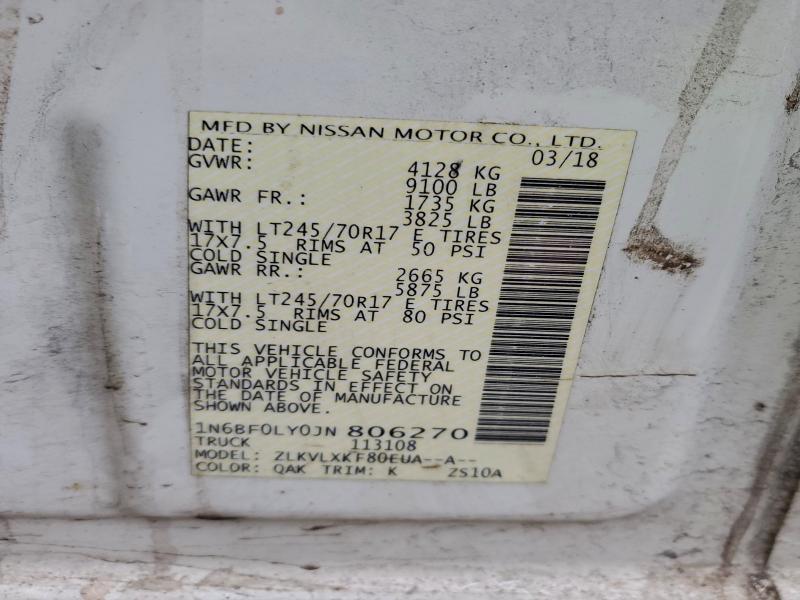 MFD BY NISSAN MOTOR CO., LTD.
DATE: 03/18
GVWR: 4128 KG
9100 LB
GAWR FR.: 1735 KG
3825 LB
WITH LT245/70R17 E TIRES
17X7.5 RIMS AT 50 PSI
COLD SINGLE
GAWR RR.: 2665 KG
5875 LB
WITH LT245/70R17 E TIRES
17X7.5 RIMS AT 80 PSI
COLD SINGLE
THIS VEHICLE CONFORMS TO
ALL APPLICABLE FEDERAL
MOTOR VEHICLE SAFETY
STANDARDS IN EFFECT ON
THE DATE OF MANUFACTURE
SHOWN ABOVE.
1N6BF0LY0JN 806270
TRUCK 113108
MODEL: ZLKVLXKF80EUA--A--
COLOR: QAK TRIM: K ZS10A